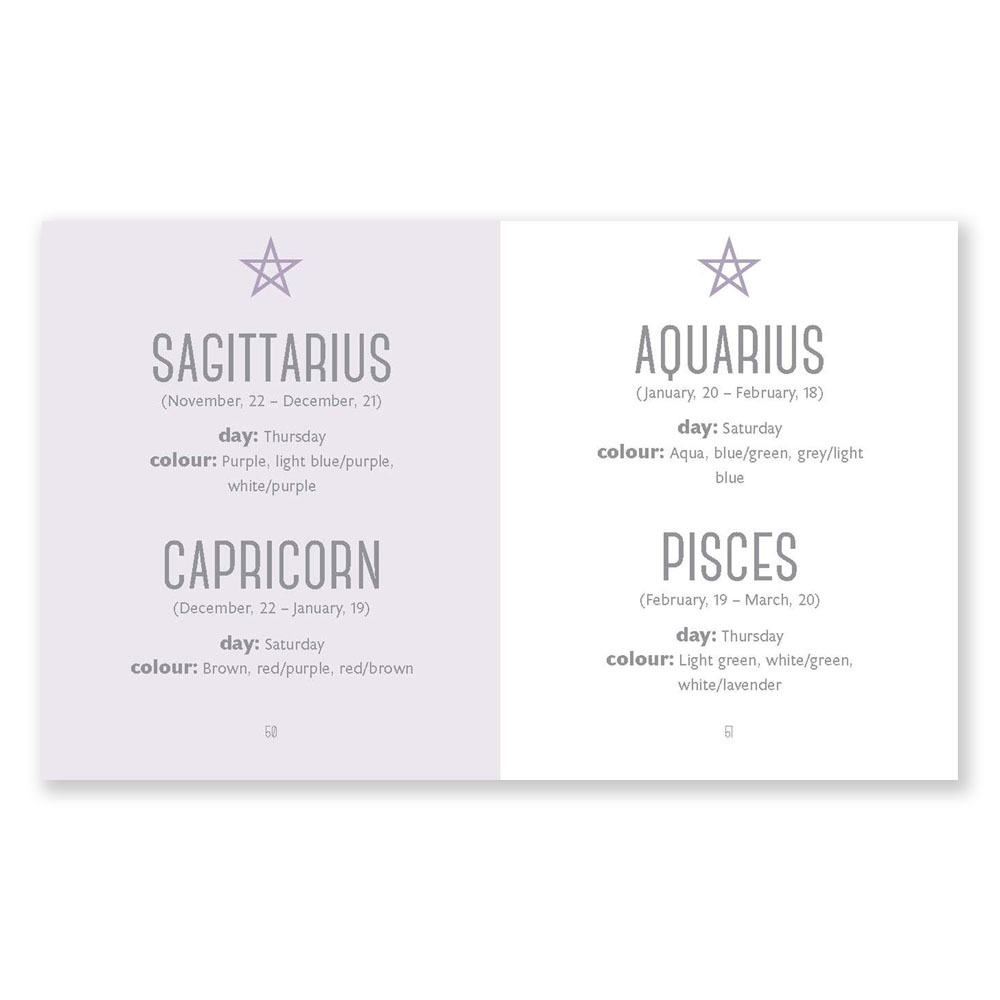 SAGITTARIUS
(November, 22 – December, 21)
day: Thursday
colour: Purple, light blue/purple,
white/purple
CAPRICORN
(December, 22 – January, 19)
day: Saturday
colour: Brown, red/purple, red/brown
50
AQUARIUS
(January, 20 – February, 18)
day: Saturday
colour: Aqua, blue/green, grey/light
blue
PISCES
(February, 19 – March, 20)
day: Thursday
colour: Light green, white/green,
white/lavender
51